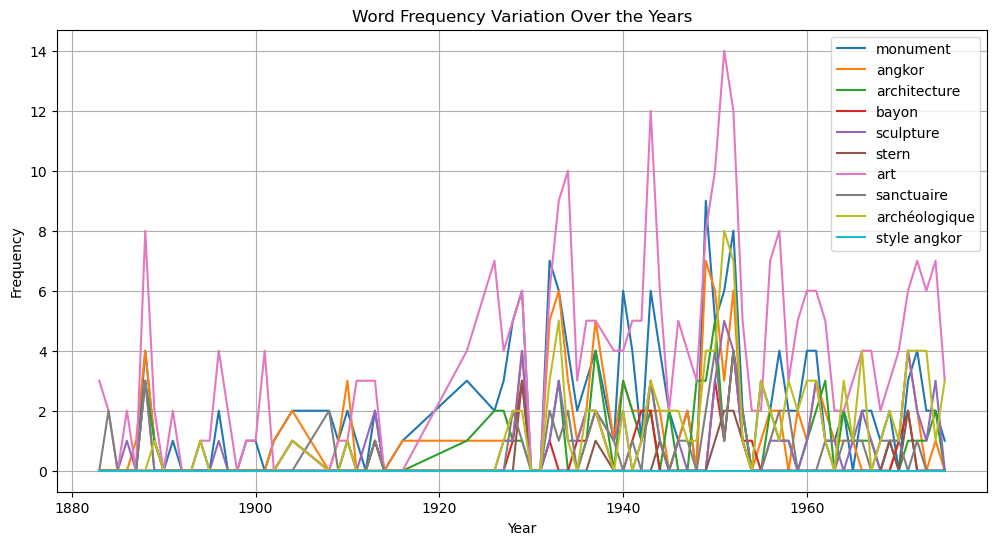 Word Frequency Variation Over the Years
14
12
10
8
6
4
2
0
Frequency
1880
1900
1920
1940
1960
Year
monument
angkor
architecture
bayon
sculpture
stern
art
sanctuaire
archéologique
style angkor